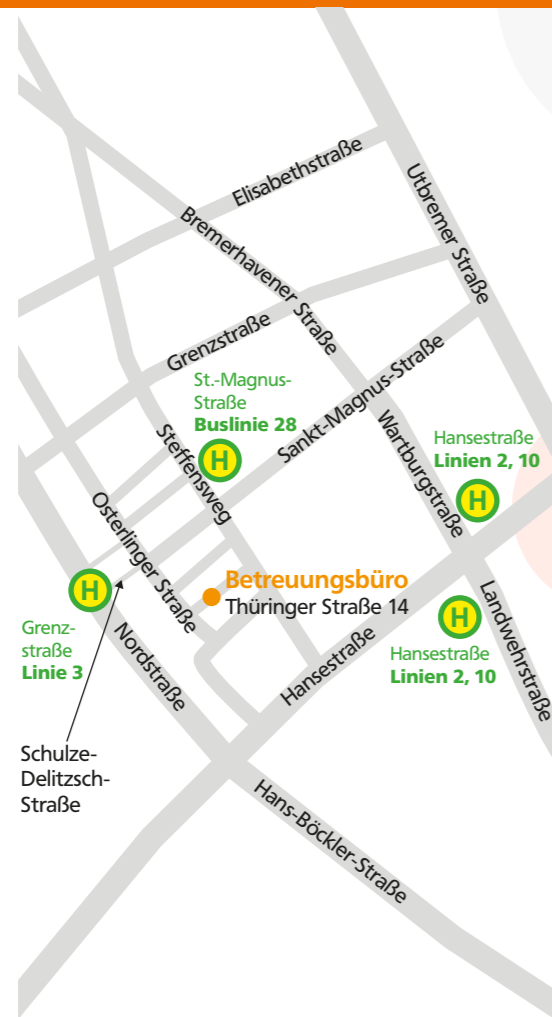 Elisabethstraße
Utbremer Straße
Bremerhavener Straße
Grenzstraße
Sankt-Magnus-Straße
St.-Magnus-
Straße
Buslinie 28
H
Steffensweg
Wartburgstraße
Hansestraße
Linien 2, 10
H
Osterlinger Straße
H
Grenz-
straße
Linie 3
Betreuungsbüro
Thüringer Straße 14
H
Hansestraße
Linien 2, 10
Landwehrstraße
Nordstraße
Hansestraße
Schulze-
Delitzsch-
Straße
Hans-Böckler-Straße